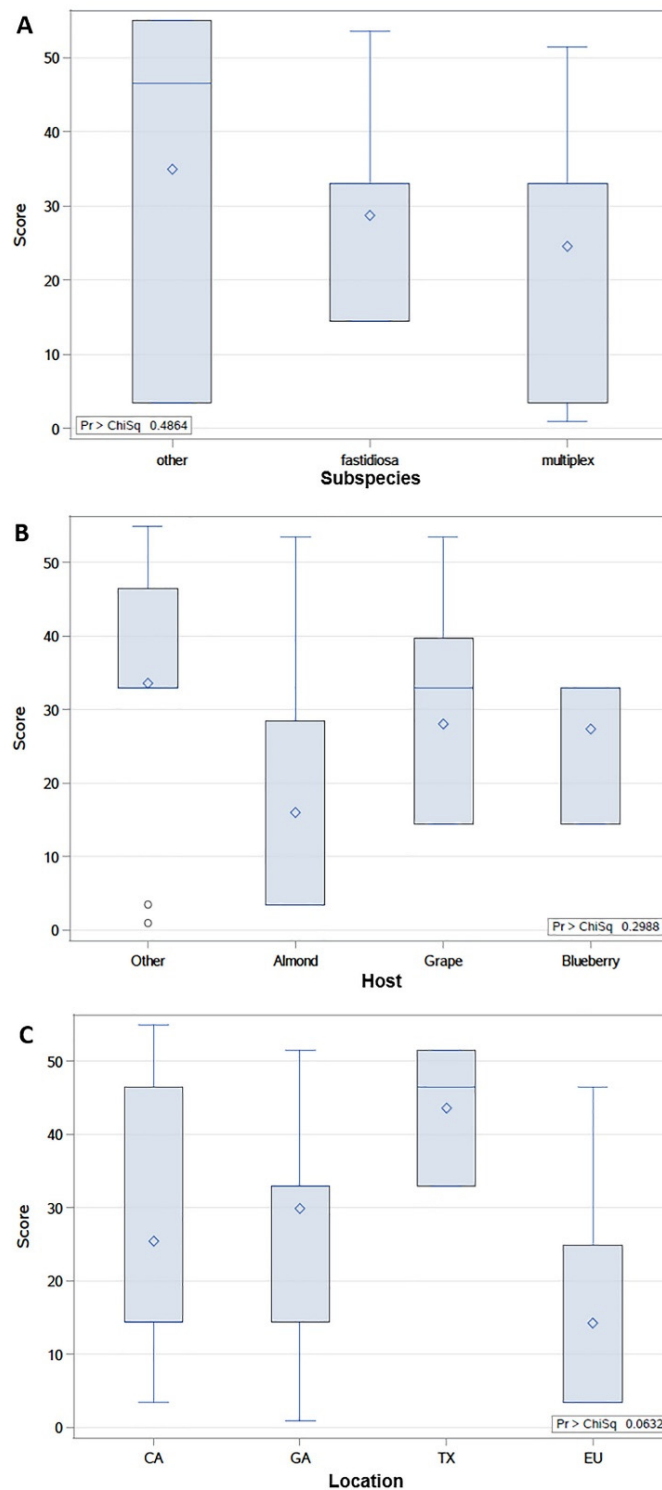 A
50
40
30
20
10
0
Score
Pr > ChiSq 0.4864
other fastidiosa multiplex
Subspecies
B
50
40
30
20
10
0
Score
Pr > ChiSq 0.2988
Other Almond Grape Blueberry
Host
C
50
40
30
20
10
0
Score
Pr > ChiSq 0.0632
CA GA TX EU
Location